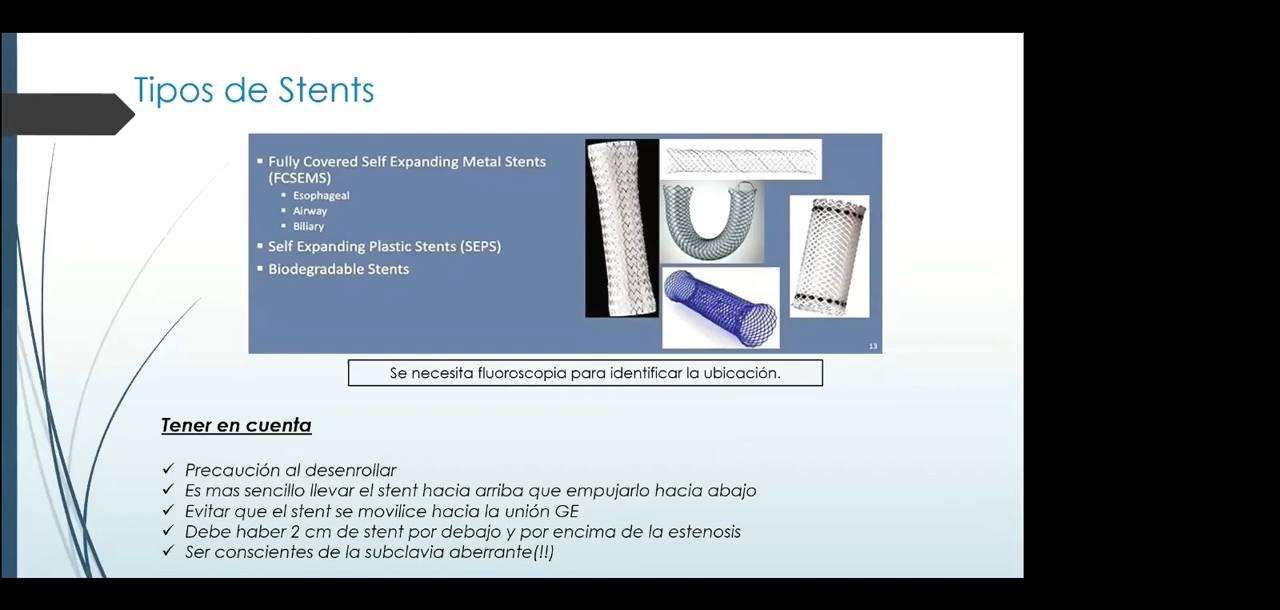 Tipos de Stents
▪ Fully Covered Self Expanding Metal Stents
(FCSEMS)
▪ Esophageal
▪ Airway
▪ Biliary
▪ Self Expanding Plastic Stents (SEPS)
▪ Biodegradable Stents
13
Se necesita fluoroscopia para identificar la ubicación.
Tener en cuenta
✓ Precaución al desenrollar
✓ Es mas sencillo llevar el stent hacia arriba que empujarlo hacia abajo
✓ Evitar que el stent se movilice hacia la unión GE
✓ Debe haber 2 cm de stent por debajo y por encima de la estenosis
✓ Ser conscientes de la subclavia aberrante(!!)